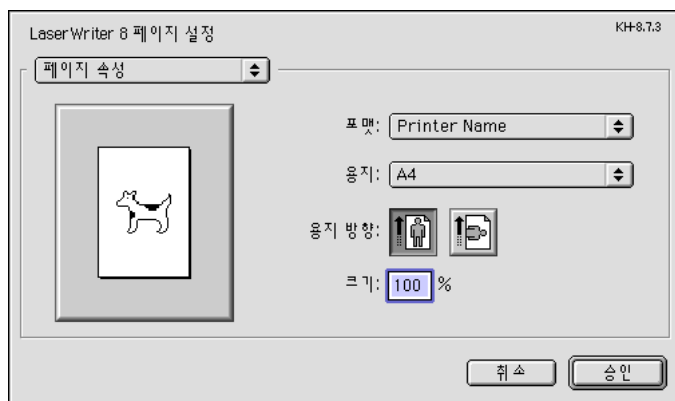 LaserWriter 8 페이지 설정
KH-8.7.3
페이지 속성
포맷: Printer Name
용지: A4
용지 방향:
크기: 100 %
취소
승인